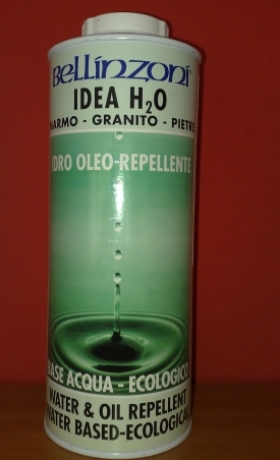 Bellinzoni
IDEA H₂O
MARMO - GRANITO - PIETRE
IDRO OLEO-REPELLENTE
BASE ACQUA - ECOLOGICO
WATER & OIL REPELLENT
WATER BASED-ECOLOGICAL